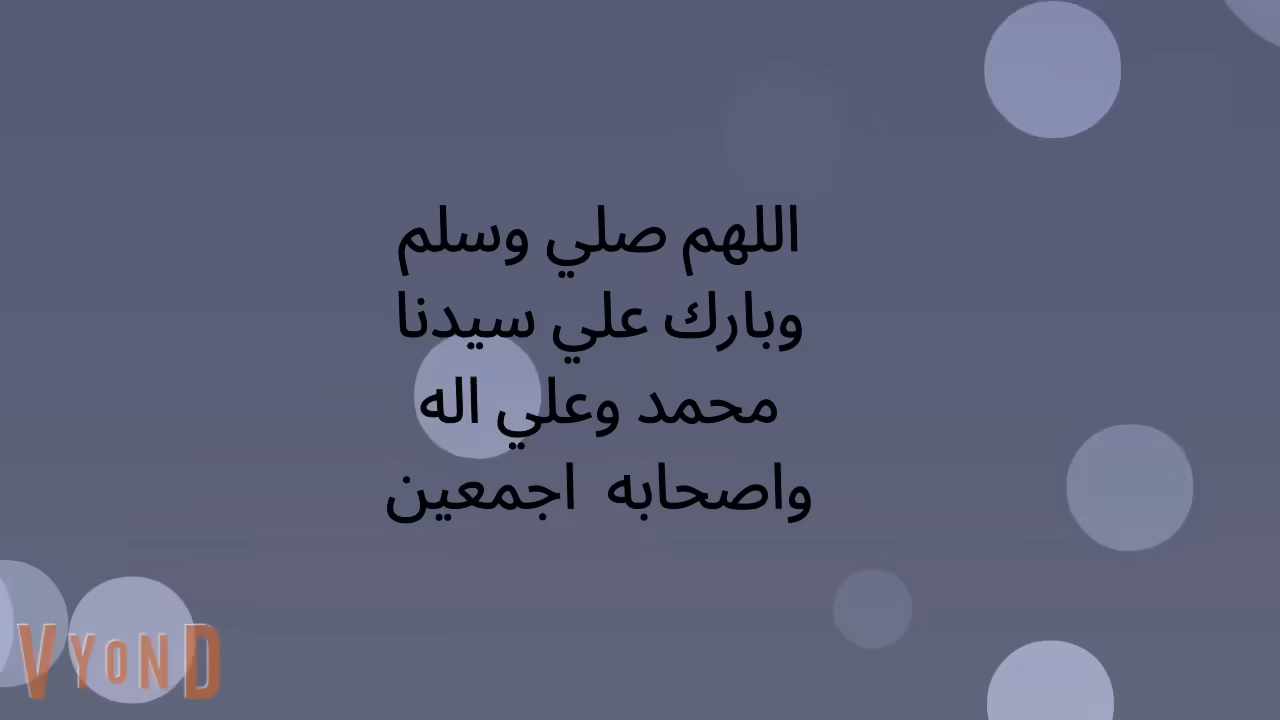 اللهم صلي وسلم
وبارك علي سيدنا
محمد وعلي اله
واصحابه اجمعين
VYOND